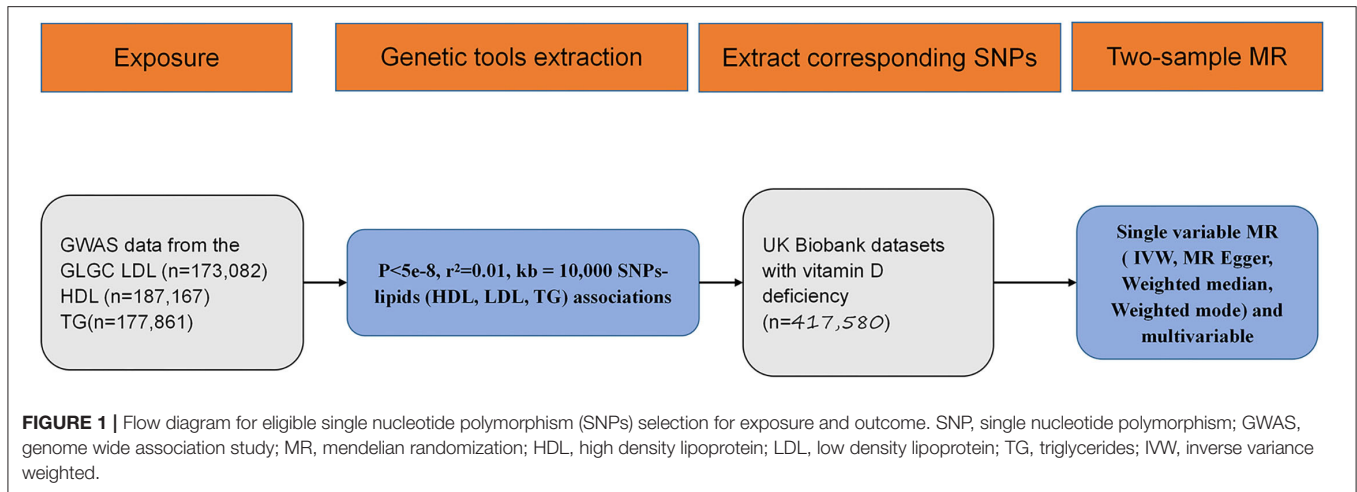 Exposure
Genetic tools extraction
Extract corresponding SNPs
Two-sample MR
GWAS data from the
GLGC LDL (n=173,082)
HDL (n=187,167)
TG(n=177,861)
P<5e-8, r²=0.01, kb = 10,000 SNPs-
lipids (HDL, LDL, TG) associations
UK Biobank datasets
with vitamin D
deficiency
(n=417,580)
Single variable MR
( IVW, MR Egger,
Weighted median,
Weighted mode) and
multivariable
FIGURE 1 | Flow diagram for eligible single nucleotide polymorphism (SNPs) selection for exposure and outcome. SNP, single nucleotide polymorphism; GWAS,
genome wide association study; MR, mendelian randomization; HDL, high density lipoprotein; LDL, low density lipoprotein; TG, triglycerides; IVW, inverse variance
weighted.